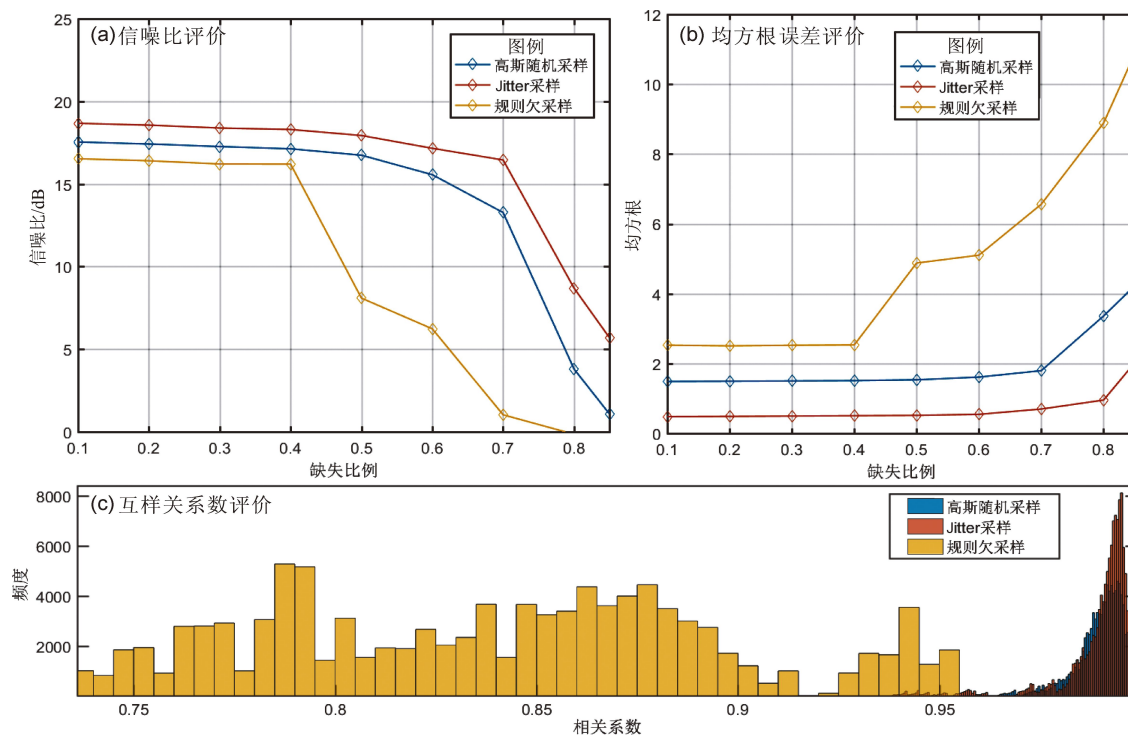 (a)信噪比评价
图例
高斯随机采样
Jitter采样
规则欠采样
25
20
15
10
5
0
信噪比/dB
0.1 0.2 0.3 0.4 0.5 0.6 0.7 0.8
缺失比例
(b)均方根误差评价
图例
高斯随机采样
Jitter采样
规则欠采样
12
10
8
6
4
2
0
均方根
0.1 0.2 0.3 0.4 0.5 0.6 0.7 0.8
缺失比例
(c)互样关系数评价
高斯随机采样
Jitter采样
规则欠采样
8000
6000
4000
2000
频度
0.75 0.8 0.85 0.9 0.95
相关系数